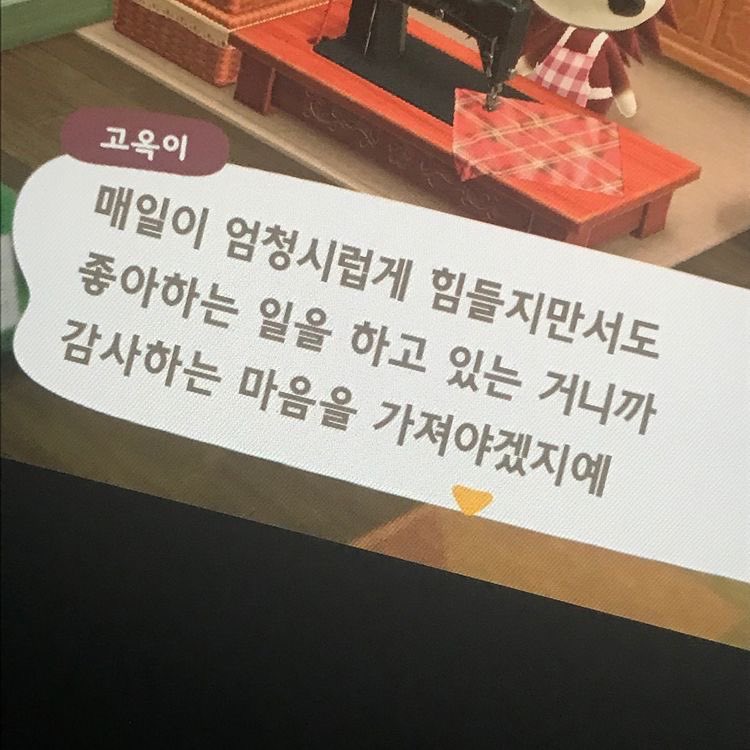 고옥이
매일이 엄청시럽게 힘들지만서도
좋아하는 일을 하고 있는 거니까
감사하는 마음을 가져야겠지예